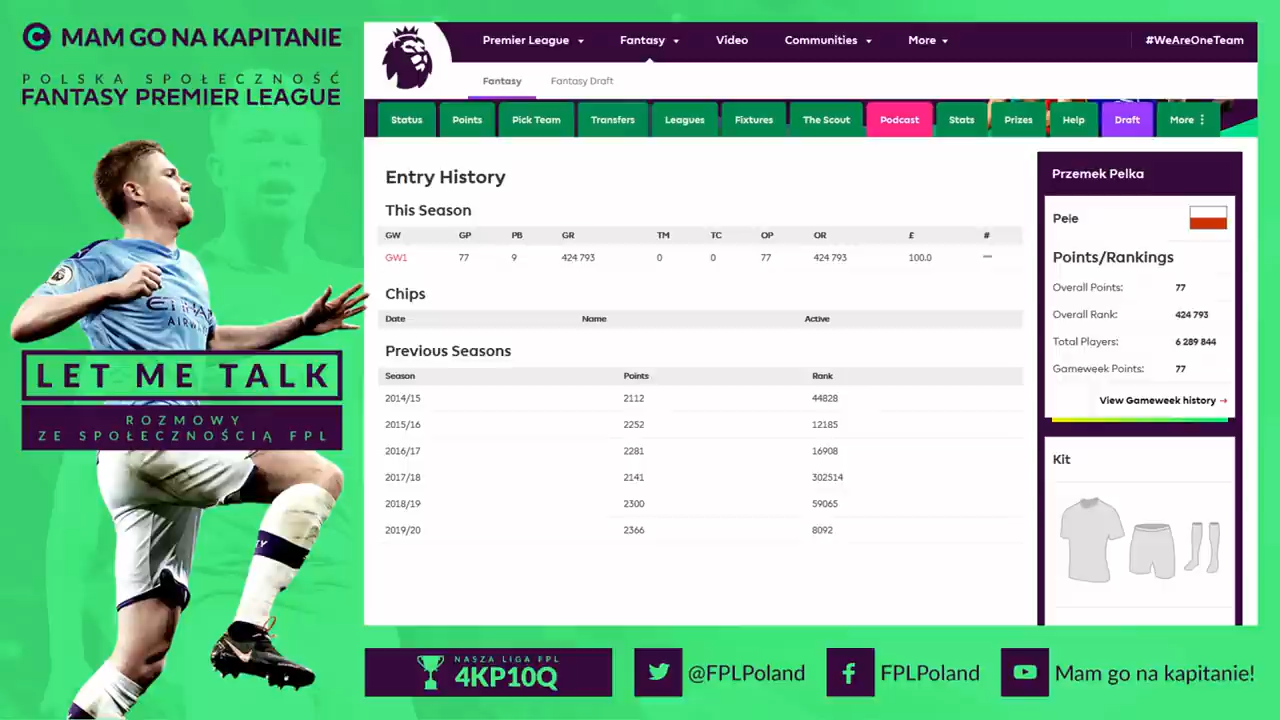 C MAM GO NA KAPITANIE
POLSKA SPOŁECZNOŚĆ
FANTASY PREMIER LEAGUE
LET ME TALK
ROZMOWY
ZE SPOŁECZNOŚCIĄ FPL
Premier League Fantasy Video Communities More #WeAreOneTeam
Fantasy Fantasy Draft
Status Points Pick Team Transfers Leagues Fixtures The Scout Podcast Stats Prizes Help Draft More
Entry History
This Season
GW GP PB GR TM TC OP OR £ #
GW1 77 9 424 793 0 0 77 424 793 100.0 —
Chips
Date Name Active
Previous Seasons
Season Points Rank
2014/15 2112 44828
2015/16 2252 12185
2016/17 2281 16908
2017/18 2141 302514
2018/19 2300 59065
2019/20 2366 8092
Przemek Pelka
Pele
Points/Rankings
Overall Points: 77
Overall Rank: 424 793
Total Players: 6 289 844
Gameweek Points: 77
View Gameweek history →
Kit
NASZA LIGA FPL
4KP10Q
@FPLPoland
FPLPoland
Mam go na kapitanie!